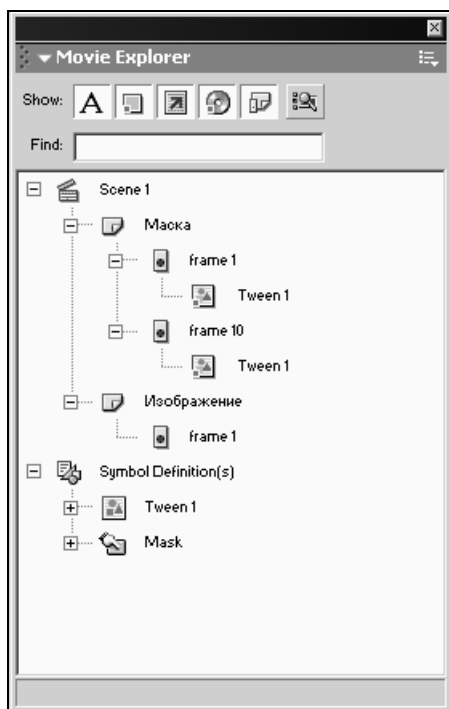 Movie Explorer
Show: A
Find:
Scene 1
Маска
frame 1
Tween 1
frame 10
Tween 1
Изображение
frame 1
Symbol Definition(s)
Tween 1
Mask